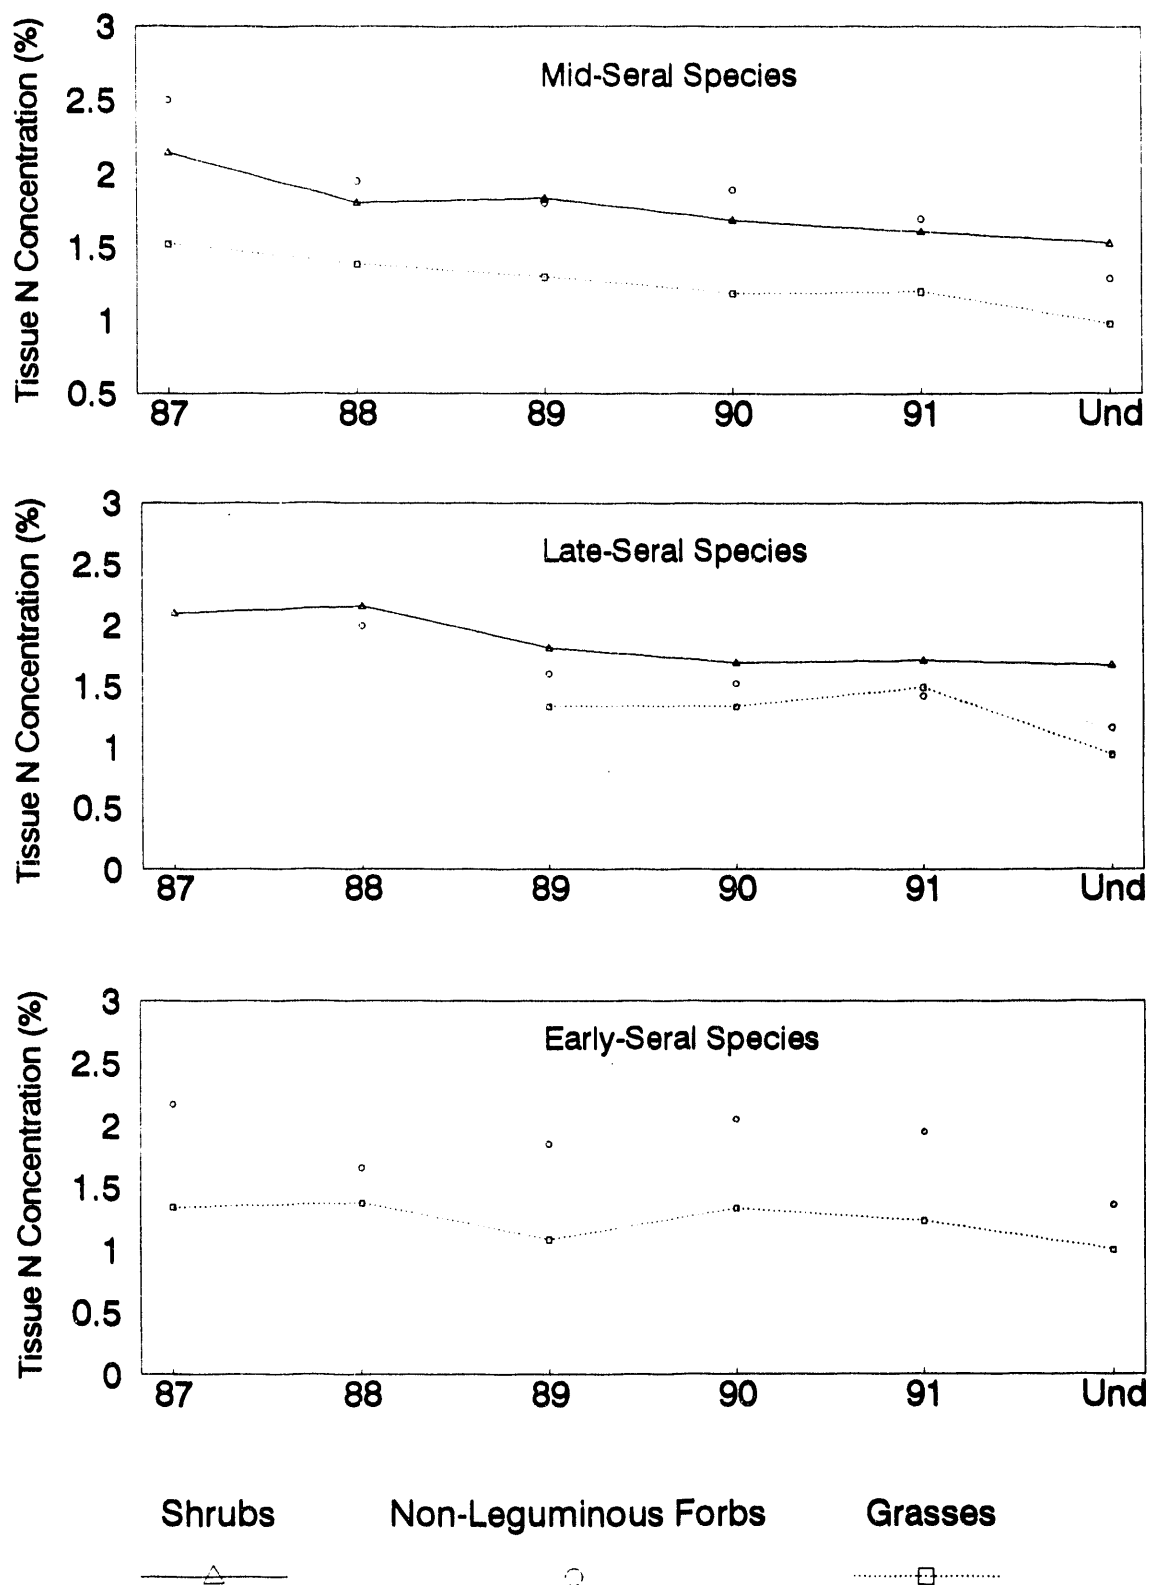 Tissue N Concentration (%)
3
2.5
2
1.5
1
0.5
Mid-Seral Species
87 88 89 90 91 Und
Tissue N Concentration (%)
3
2.5
2
1.5
1
0.5
0
Late-Seral Species
87 88 89 90 91 Und
Tissue N Concentration (%)
3
2.5
2
1.5
1
0.5
0
Early-Seral Species
87 88 89 90 91 Und
Shrubs Non-Leguminous Forbs Grasses